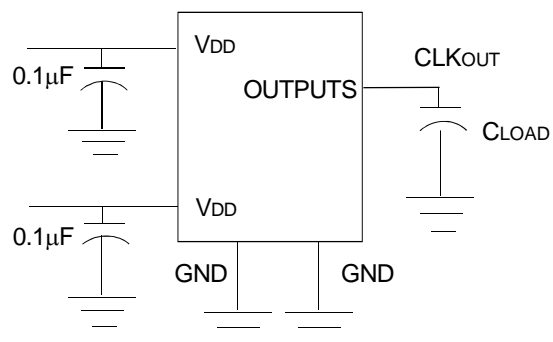 VDD
0.1μF
OUTPUTS
CLKOUT
CLOAD
VDD
0.1μF
GND
GND